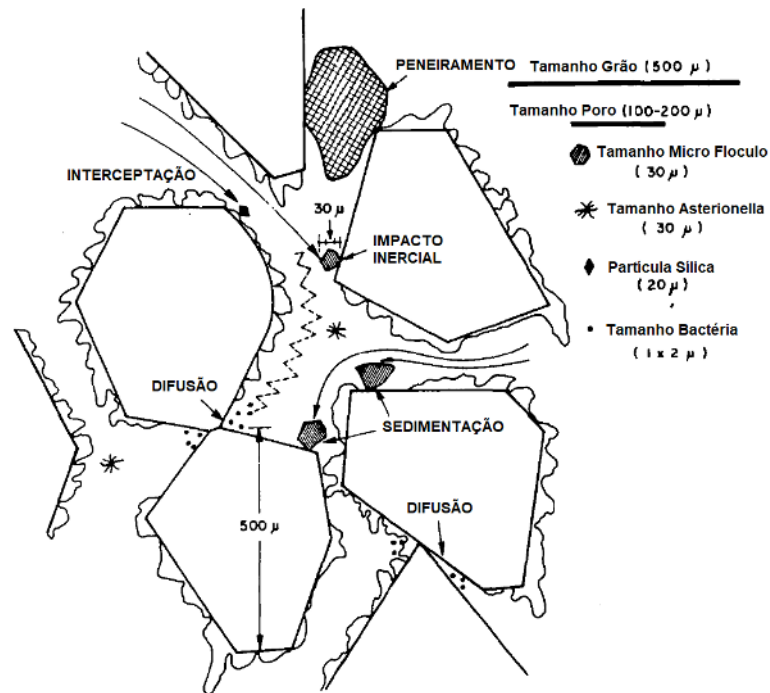 PENEIRAMENTO
Tamanho Grão (500 µ)
Tamanho Poro (100-200 µ)
Tamanho Micro Floculo
(30 µ)
INTERCEPTAÇÃO
Tamanho Asterionella
(30 µ)
30 µ
IMPACTO
INERCIAL
Particula Sílica
(20 µ)
Tamanho Bactéria
(1 x 2 µ)
DIFUSÃO
SEDIMENTAÇÃO
500 µ
DIFUSÃO